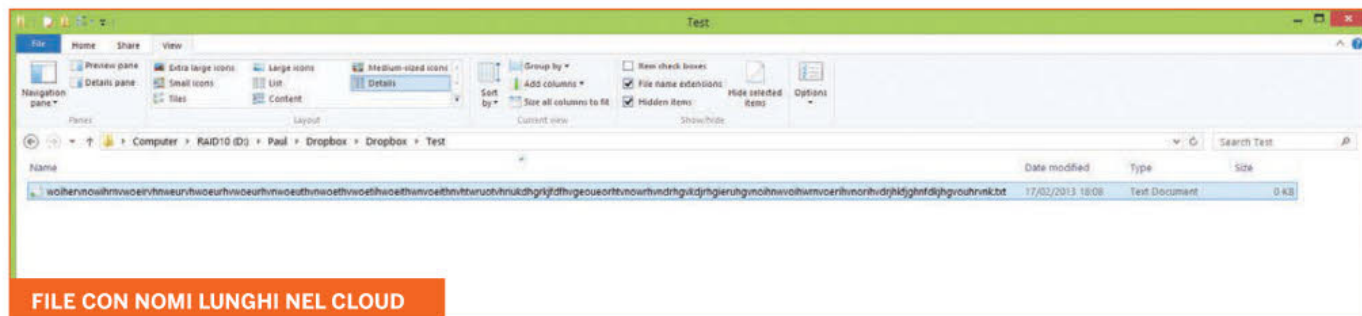 Test
File Home Share View
Navigation pane
Preview pane
Details pane
Panes
Extra large icons Large icons Medium-sized icons
Small icons List Details
Tiles Content
Layout
Sort by
Group by
Add columns
Size all columns to fit
Current view
Item check boxes
File name extensions
Hidden items
Hide selected items
Show/hide
Options
Computer RAID10 (D:) Paul Dropbox Dropbox Test
Search Test
Name Date modified Type Size
17/02/2013 18:08 Text Document 0 KB
FILE CON NOMI LUNGHI NEL CLOUD